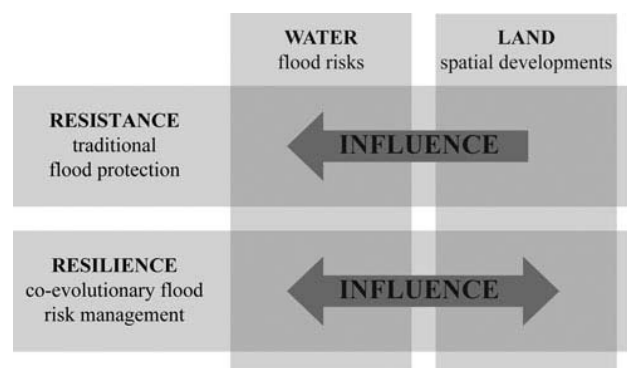 WATER
flood risks
LAND
spatial developments
RESISTANCE
traditional
flood protection
INFLUENCE
RESILIENCE
co-evolutionary flood
risk management
INFLUENCE